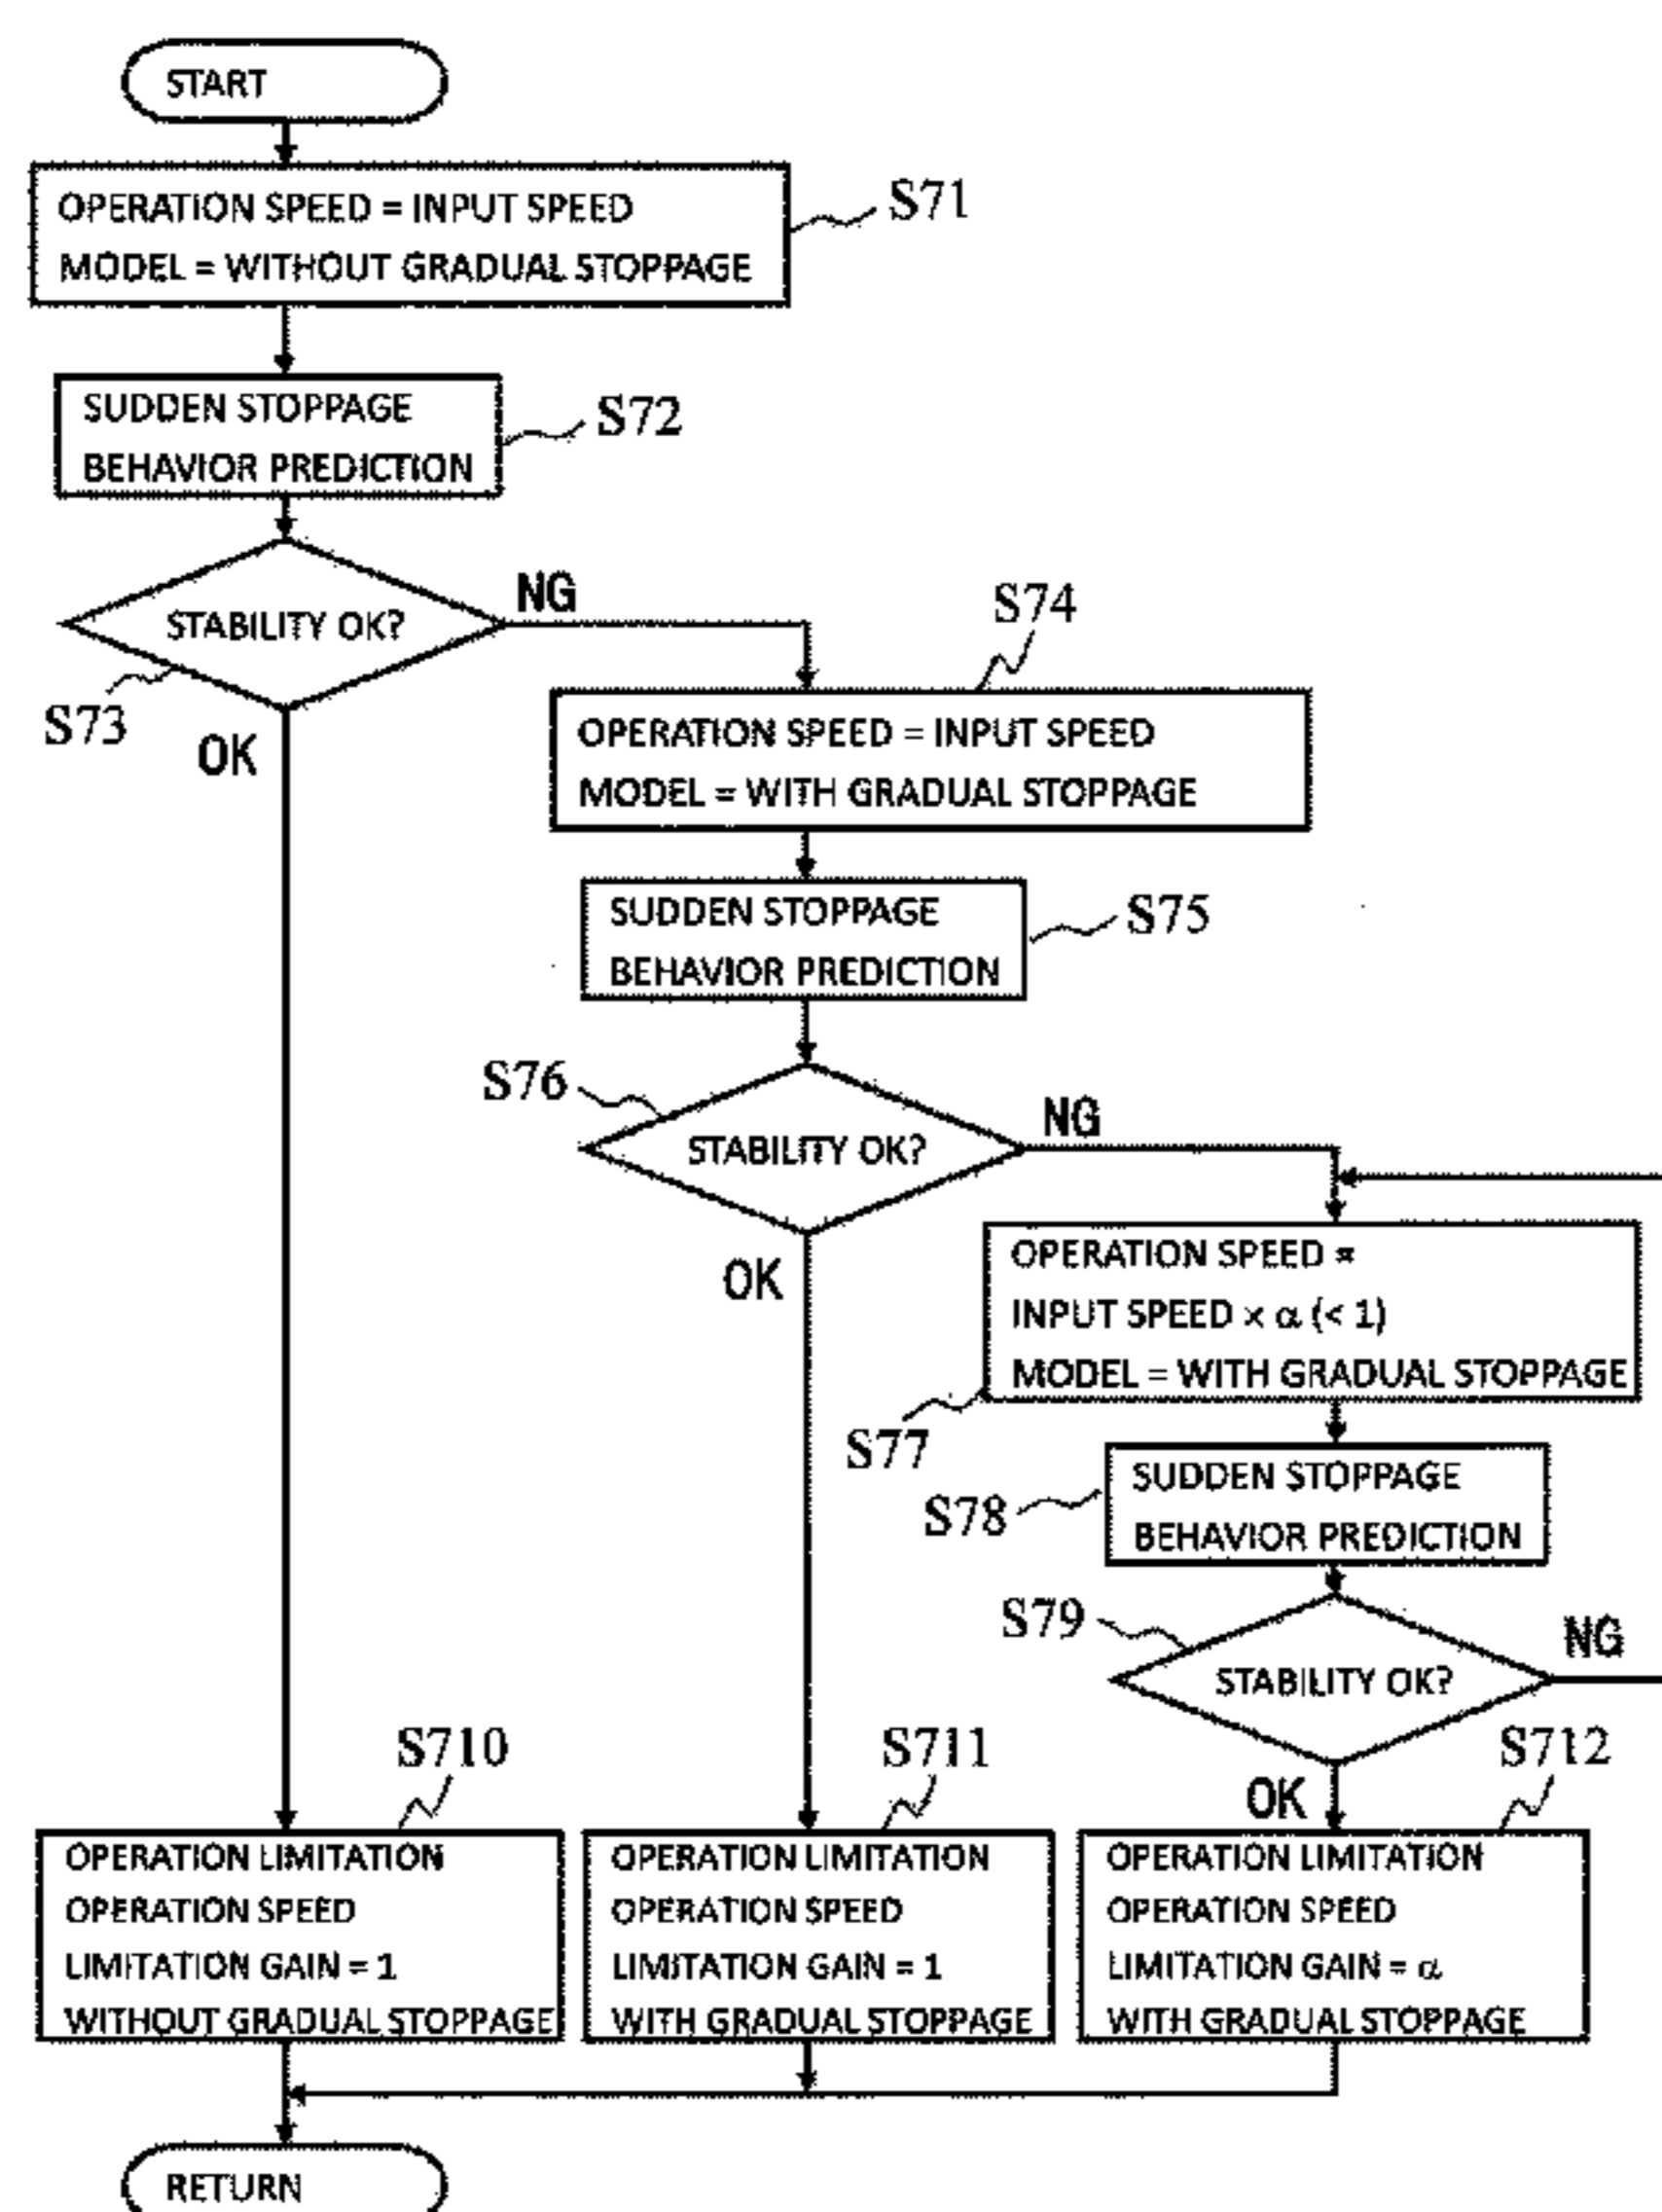 START
OPERATION SPEED = INPUT SPEED
MODEL = WITHOUT GRADUAL STOPPAGE
S71
SUDDEN STOPPAGE
BEHAVIOR PREDICTION
S72
STABILITY OK?
NG
S73
OK
S74
OPERATION SPEED = INPUT SPEED
MODEL = WITH GRADUAL STOPPAGE
SUDDEN STOPPAGE
BEHAVIOR PREDICTION
S75
S76
STABILITY OK?
NG
OK
OPERATION SPEED =
INPUT SPEED × α (< 1)
MODEL = WITH GRADUAL STOPPAGE
S77
SUDDEN STOPPAGE
BEHAVIOR PREDICTION
S78
S79
STABILITY OK?
NG
OK
S710
OPERATION LIMITATION
OPERATION SPEED
LIMITATION GAIN = 1
WITHOUT GRADUAL STOPPAGE
S711
OPERATION LIMITATION
OPERATION SPEED
LIMITATION GAIN = 1
WITH GRADUAL STOPPAGE
S712
OPERATION LIMITATION
OPERATION SPEED
LIMITATION GAIN = α
WITH GRADUAL STOPPAGE
RETURN